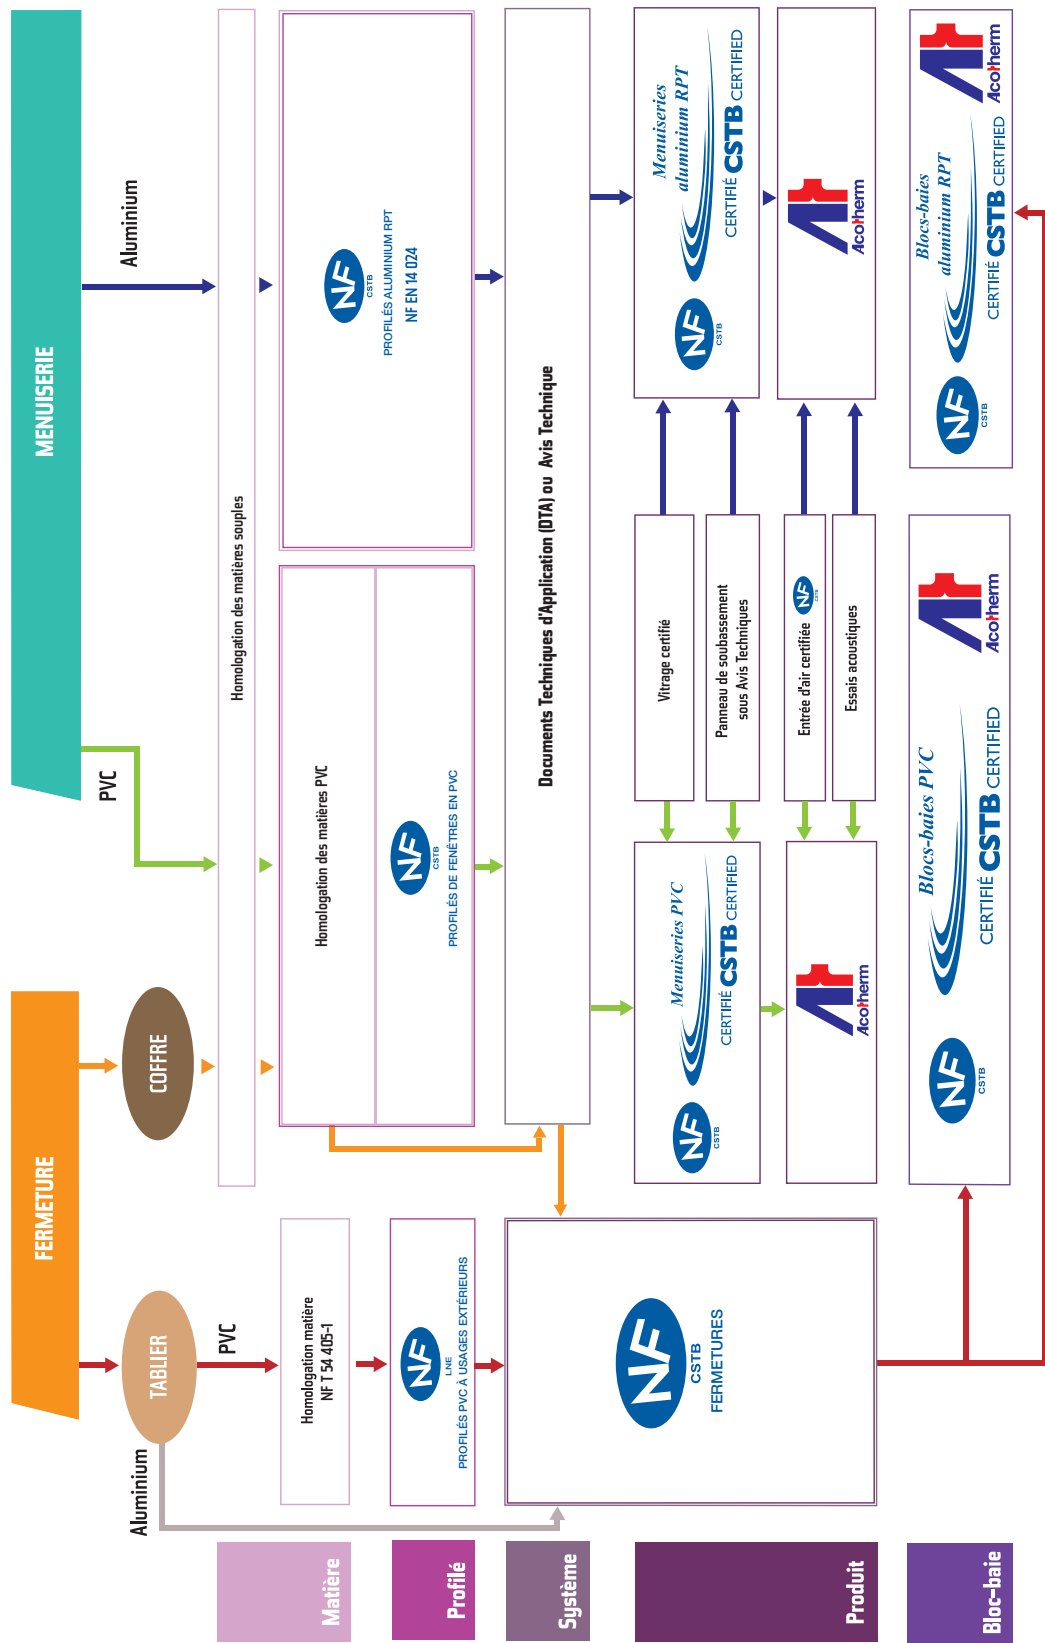 FERMETURE
MENUISERIE
TABLIER
COFFRE
Aluminium
PVC
PVC
Aluminium
Matière
Homologation matière
NF T 54 405-1
Homologation des matières souples
Homologation des matières PVC
Profilé
NF
LNE
PROFILÉS PVC À USAGES EXTÉRIEURS
NF
CSTB
PROFILÉS DE FENÊTRES EN PVC
NF
CSTB
PROFILÉS ALUMINIUM RPT
NF EN 14 024
Système
Documents Techniques d'Application (DTA) ou Avis Technique
Produit
NF
CSTB
FERMETURES
NF
CSTB
Menuiseries PVC
CERTIFIÉ CSTB CERTIFIED
Vitrage certifié
Panneau de soubassement
sous Avis Techniques
NF
CSTB
Menuiseries
aluminium RPT
CERTIFIÉ CSTB CERTIFIED
Acotherm
Entrée d'air certifiée NF
CSTB
Essais acoustiques
Acotherm
Bloc-baie
NF
CSTB
Blocs-baies PVC
CERTIFIÉ CSTB CERTIFIED
Acotherm
NF
CSTB
Blocs-baies
aluminium RPT
CERTIFIÉ CSTB CERTIFIED
Acotherm